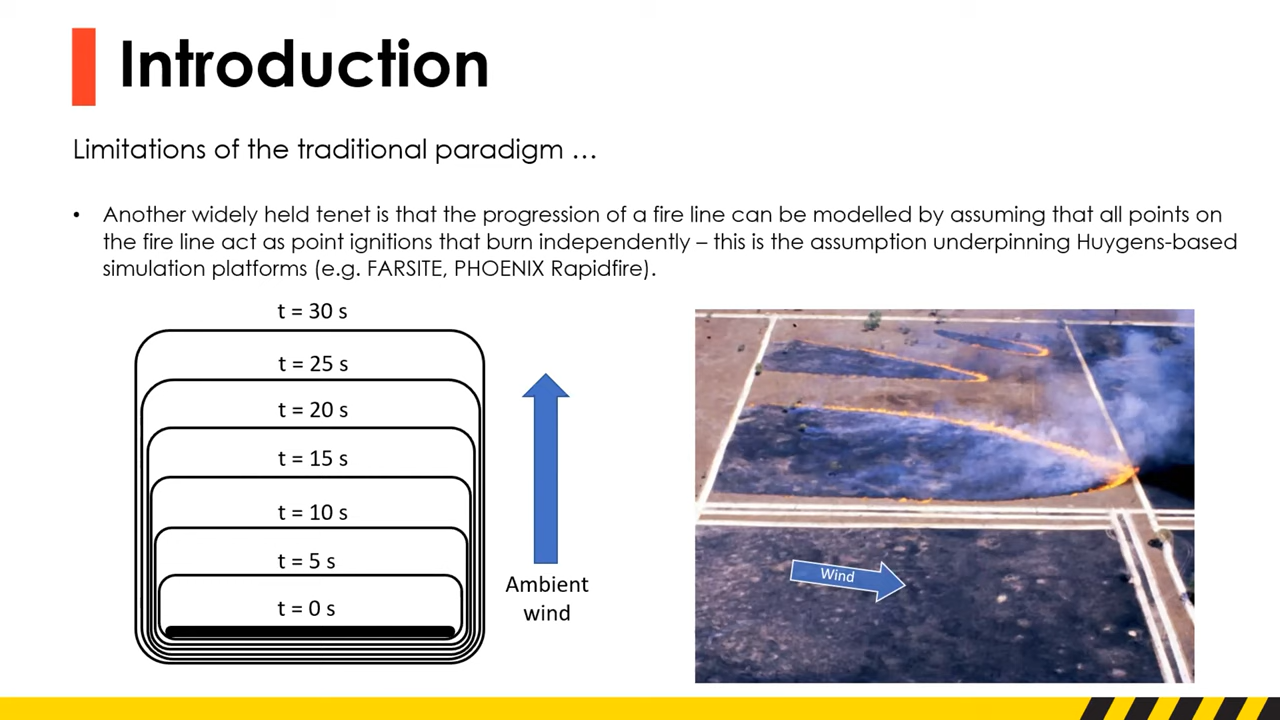 Introduction
Limitations of the traditional paradigm …
• Another widely held tenet is that the progression of a fire line can be modelled by assuming that all points on
the fire line act as point ignitions that burn independently – this is the assumption underpinning Huygens-based
simulation platforms (e.g. FARSITE, PHOENIX Rapidfire).
t = 30 s
t = 25 s
t = 20 s
t = 15 s
t = 10 s
t = 5 s
t = 0 s
Ambient
wind
Wind